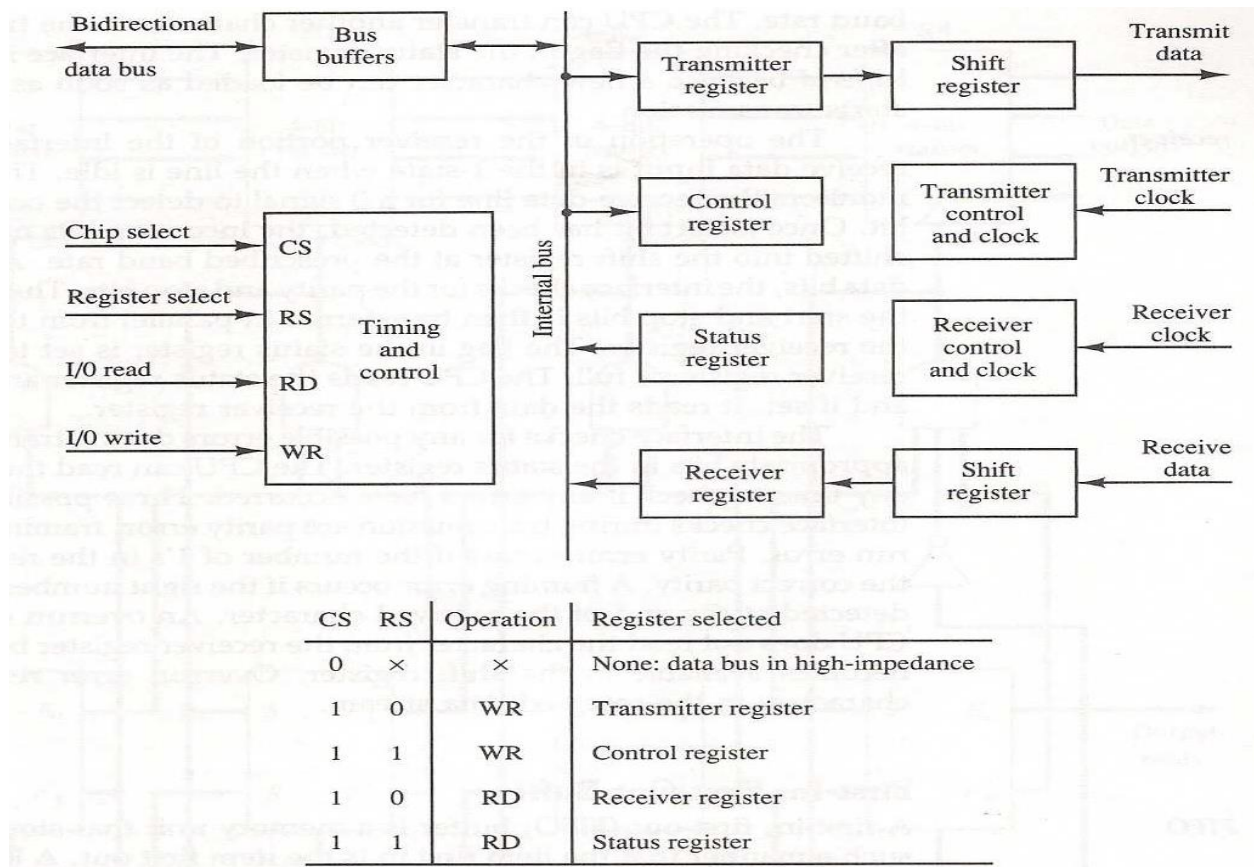 Bidirectional
data bus
Bus
buffers
Transmitter
register
Shift
register
Transmit
data
Internal bus
Control
register
Transmitter
control
and clock
Transmitter
clock
Chip select
CS
Register select
RS
Timing
and
control
I/0 read
RD
I/0 write
WR
Status
register
Receiver
control
and clock
Receiver
clock
Receiver
register
Shift
register
Receive
data
CS RS Operation Register selected
0 × × None: data bus in high-impedance
1 0 WR Transmitter register
1 1 WR Control register
1 0 RD Receiver register
1 1 RD Status register